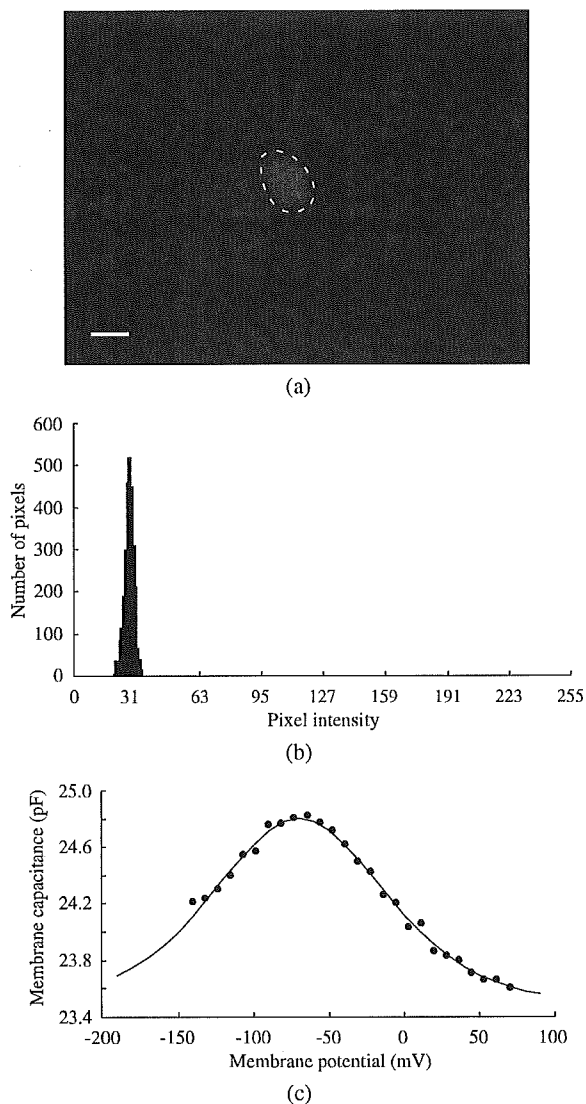 (a)
600
500
400
300
200
100
0
Number of pixels
0 31 63 95 127 159 191 223 255
Pixel intensity
(b)
25.0
24.6
24.2
23.8
23.4
Membrane capacitance (pF)
-200 -150 -100 -50 0 50 100
Membrane potential (mV)
(c)